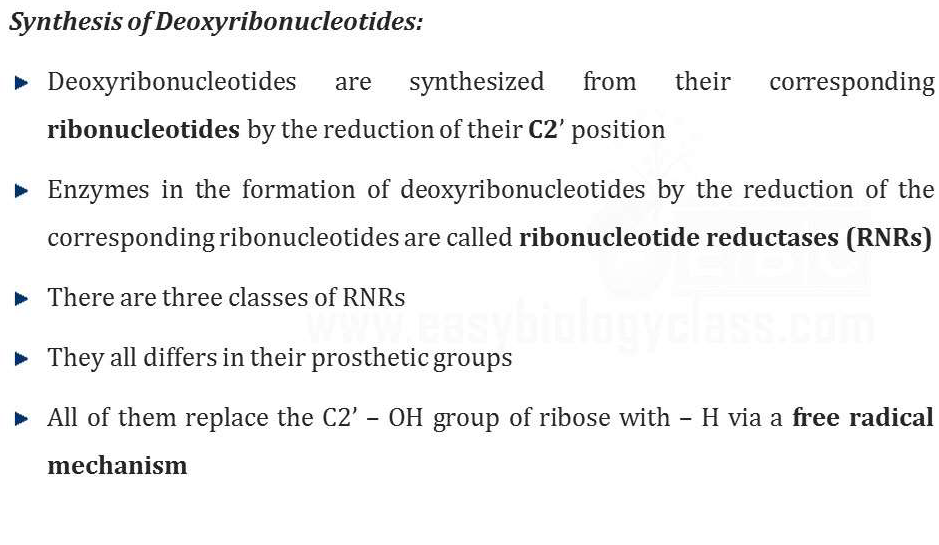 Synthesis of Deoxyribonucleotides:
► Deoxyribonucleotides are synthesized from their corresponding
ribonucleotides by the reduction of their C2’ position
► Enzymes in the formation of deoxyribonucleotides by the reduction of the
corresponding ribonucleotides are called ribonucleotide reductases (RNRs)
EBC
► There are three classes of RNRs
www.easybiologyclass.com
► They all differs in their prosthetic groups
► All of them replace the C2’ – OH group of ribose with – H via a free radical
mechanism